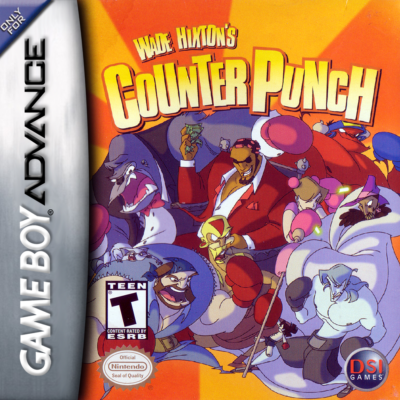 ONLY
FOR
GAME BOY ADVANCE
WADE HIXTON'S
COUNTER PUNCH
TEEN
T
CONTENT RATED BY
ESRB
Official
Nintendo
Seal of Quality
DSI
GAMES